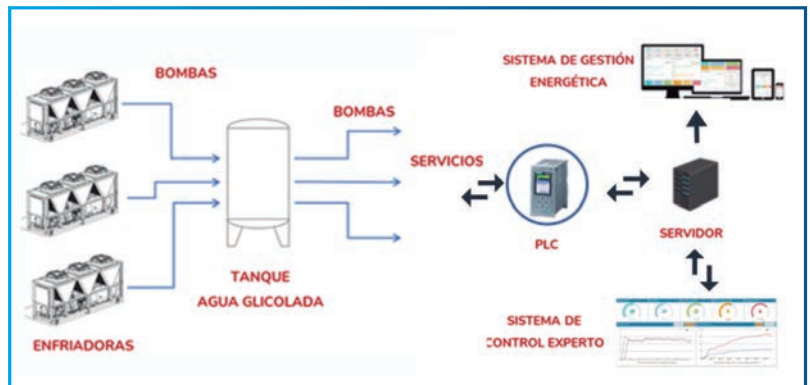 BOMBAS
BOMBAS
SERVICIOS
TANQUE
AGUA GLICOLADA
ENFRIADORAS
SISTEMA DE GESTIÓN
ENERGÉTICA
PLC
SERVIDOR
SISTEMA DE
CONTROL EXPERTO